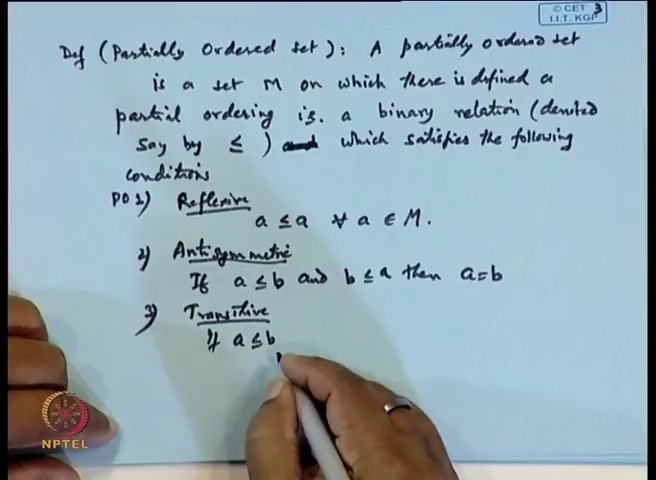 © CET
I.I.T. KGP
3
Def (Partially Ordered set): A partially ordered set
is a set M on which there is defined a
partial ordering i.e. a binary relation (denoted
say by ≤ ) which satisfies the following
conditions
PO 1) Reflexive
a ≤ a ∀ a ∈ M.
2) Antisymmetric
If a ≤ b and b ≤ a then a = b
3) Transitive
If a ≤ b
NPTEL